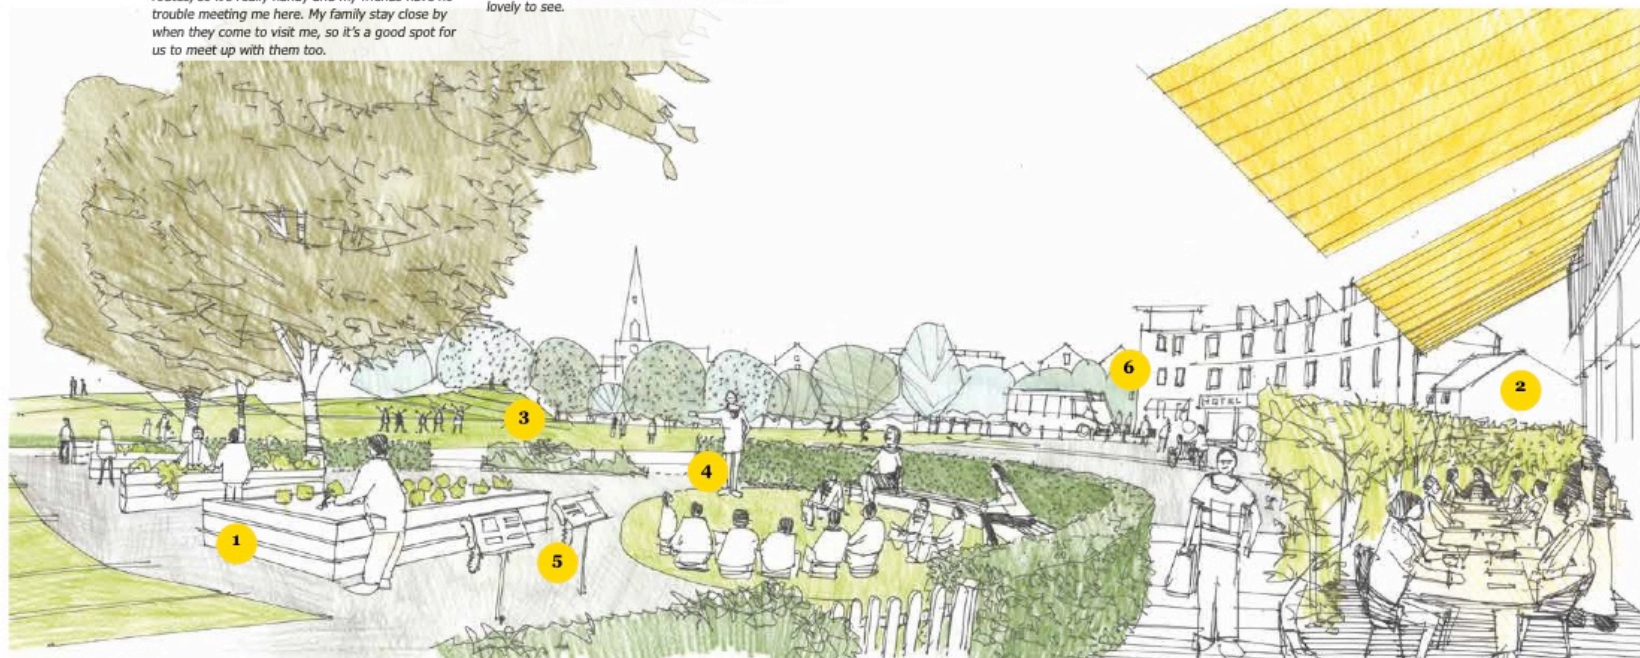 trouble meeting me here. My family stay close by
when they come to visit me, so it's a good spot for
us to meet up with them too.
lovely to see.
6
2
HOTEL
3
4
1
5